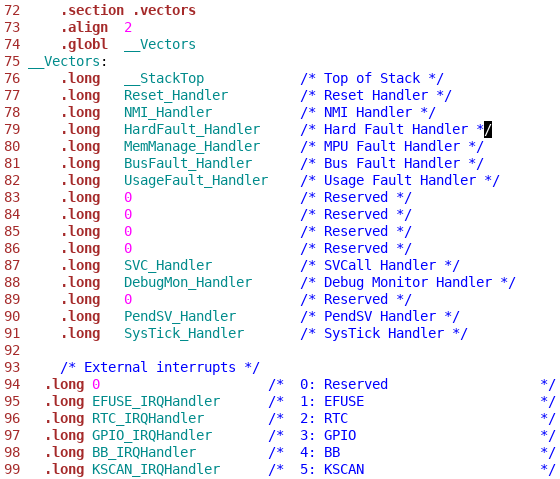 72     .section .vectors
73     .align  2
74     .globl  __Vectors
75 __Vectors:
76     .long   __StackTop            /* Top of Stack */
77     .long   Reset_Handler         /* Reset Handler */
78     .long   NMI_Handler           /* NMI Handler */
79     .long   HardFault_Handler     /* Hard Fault Handler */
80     .long   MemManage_Handler     /* MPU Fault Handler */
81     .long   BusFault_Handler      /* Bus Fault Handler */
82     .long   UsageFault_Handler    /* Usage Fault Handler */
83     .long   0                     /* Reserved */
84     .long   0                     /* Reserved */
85     .long   0                     /* Reserved */
86     .long   0                     /* Reserved */
87     .long   SVC_Handler           /* SVCall Handler */
88     .long   DebugMon_Handler      /* Debug Monitor Handler */
89     .long   0                     /* Reserved */
90     .long   PendSV_Handler        /* PendSV Handler */
91     .long   SysTick_Handler       /* SysTick Handler */
92
93     /* External interrupts */
94   .long 0                     /*  0: Reserved                   */
95   .long EFUSE_IRQHandler      /*  1: EFUSE                      */
96   .long RTC_IRQHandler        /*  2: RTC                        */
97   .long GPIO_IRQHandler       /*  3: GPIO                       */
98   .long BB_IRQHandler         /*  4: BB                         */
99   .long KSCAN_IRQHandler      /*  5: KSCAN                      */